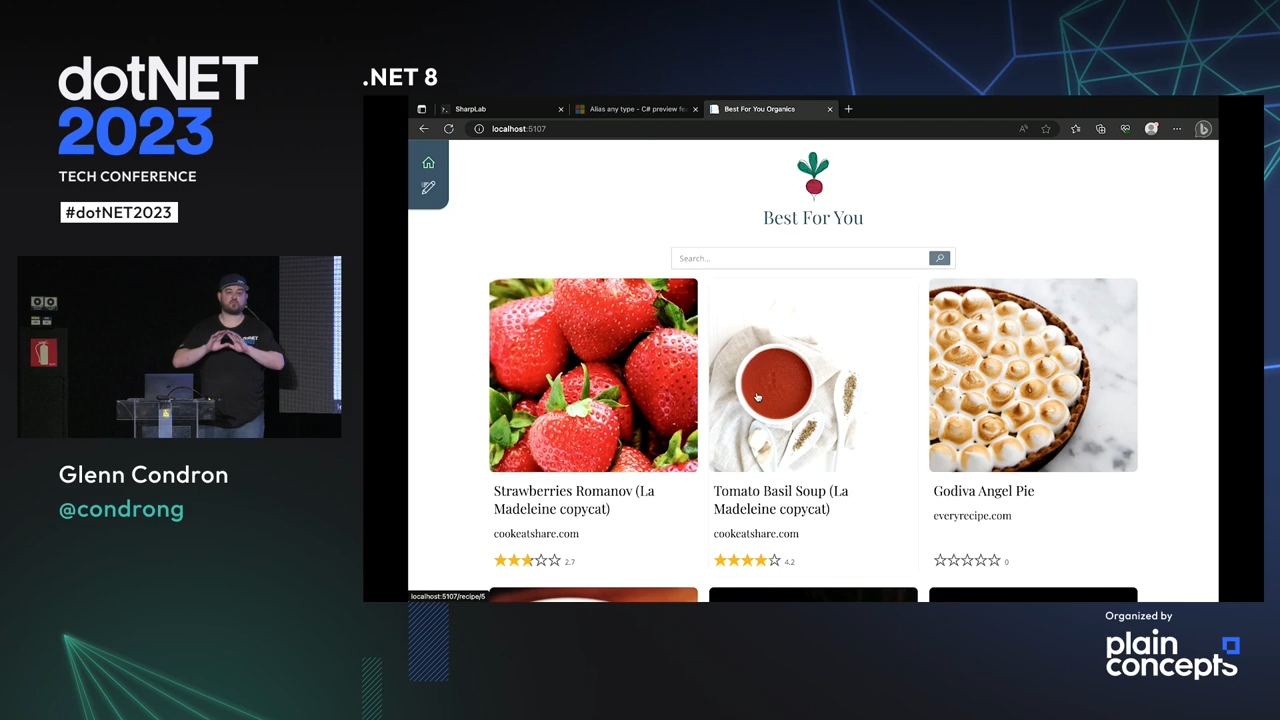 dotNET
2023
TECH CONFERENCE
#dotNET2023
Glenn Condron
@condrong
.NET 8
SharpLab
Alias any type - C# preview fe
Best For You Organics
localhost:5107
Best For You
Search...
Strawberries Romanov (La
Madeleine copycat)
cookeatshare.com
2.7
Tomato Basil Soup (La
Madeleine copycat)
cookeatshare.com
4.2
Godiva Angel Pie
everyrecipe.com
0
localhost:5107/recipe/5
Organized by
plain
concepts